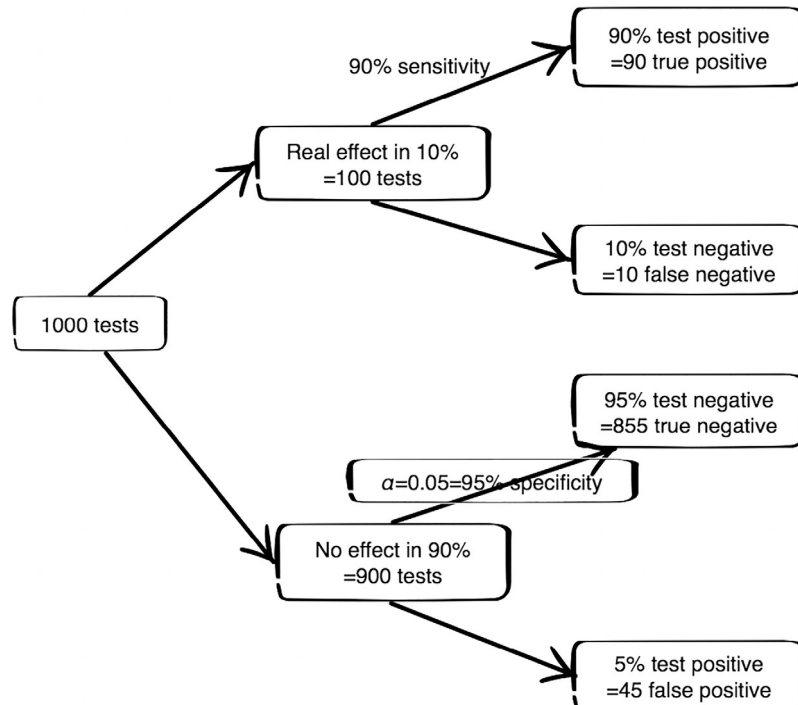 90% test positive
=90 true positive
90% sensitivity
Real effect in 10%
=100 tests
10% test negative
=10 false negative
1000 tests
95% test negative
=855 true negative
α=0.05=95% specificity
No effect in 90%
=900 tests
5% test positive
=45 false positive